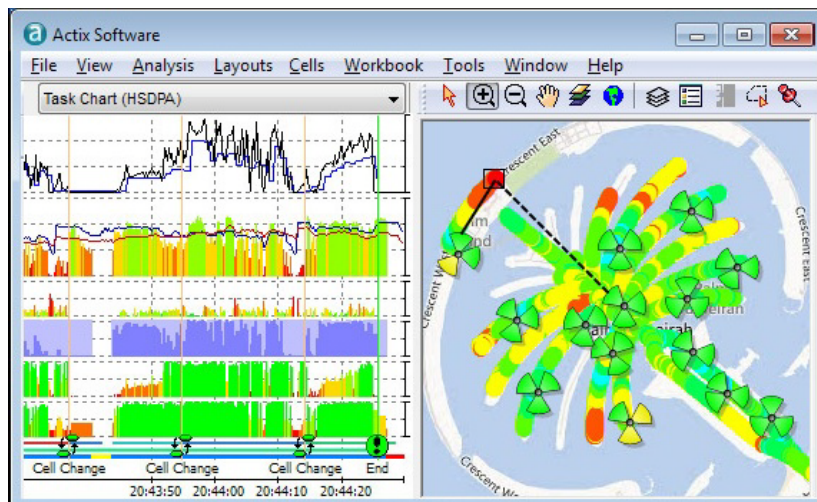 Actix Software
File View Analysis Layouts Cells Workbook Tools Window Help
Task Chart (HSDPA)
Cell Change Cell Change Cell Change End
20:43:50 20:44:00 20:44:10 20:44:20
Crescent East
Crescent East
Crescent West
Crescent